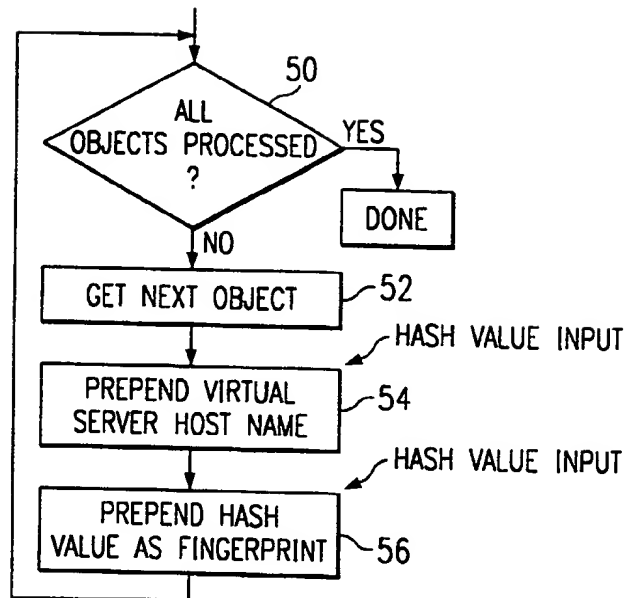 50
ALL
OBJECTS PROCESSED
?
YES
DONE
NO
GET NEXT OBJECT
52
HASH VALUE INPUT
PREPEND VIRTUAL
SERVER HOST NAME
54
HASH VALUE INPUT
PREPEND HASH
VALUE AS FINGERPRINT
56